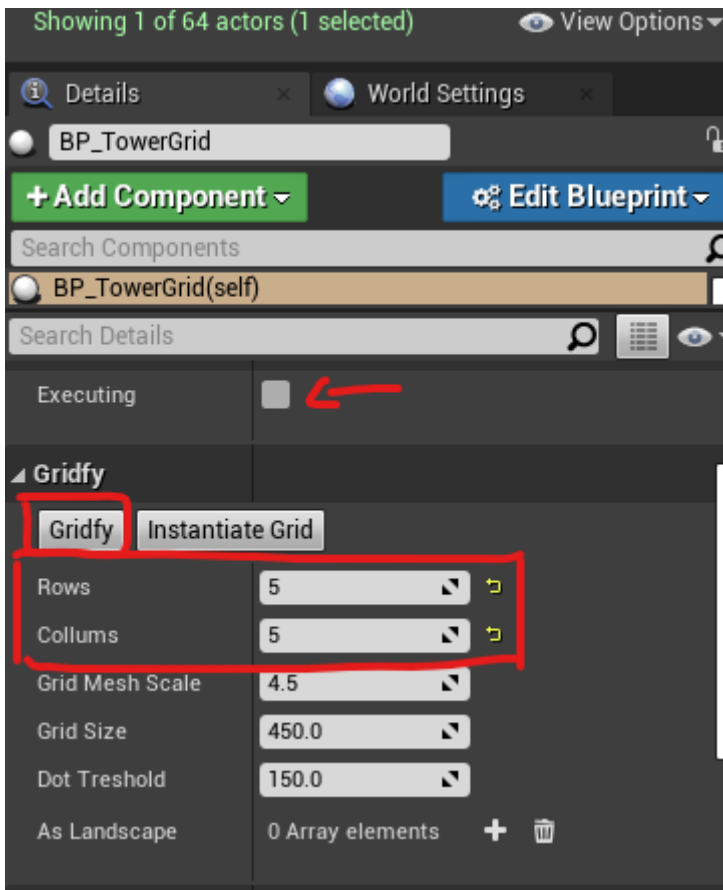 Showing 1 of 64 actors (1 selected) View Options
Details World Settings
BP_TowerGrid
+Add Component Edit Blueprint
Search Components
BP_TowerGrid(self)
Search Details
Executing
Gridfy
Gridfy Instantiate Grid
Rows 5
Collums 5
Grid Mesh Scale 4.5
Grid Size 450.0
Dot Treshold 150.0
As Landscape 0 Array elements